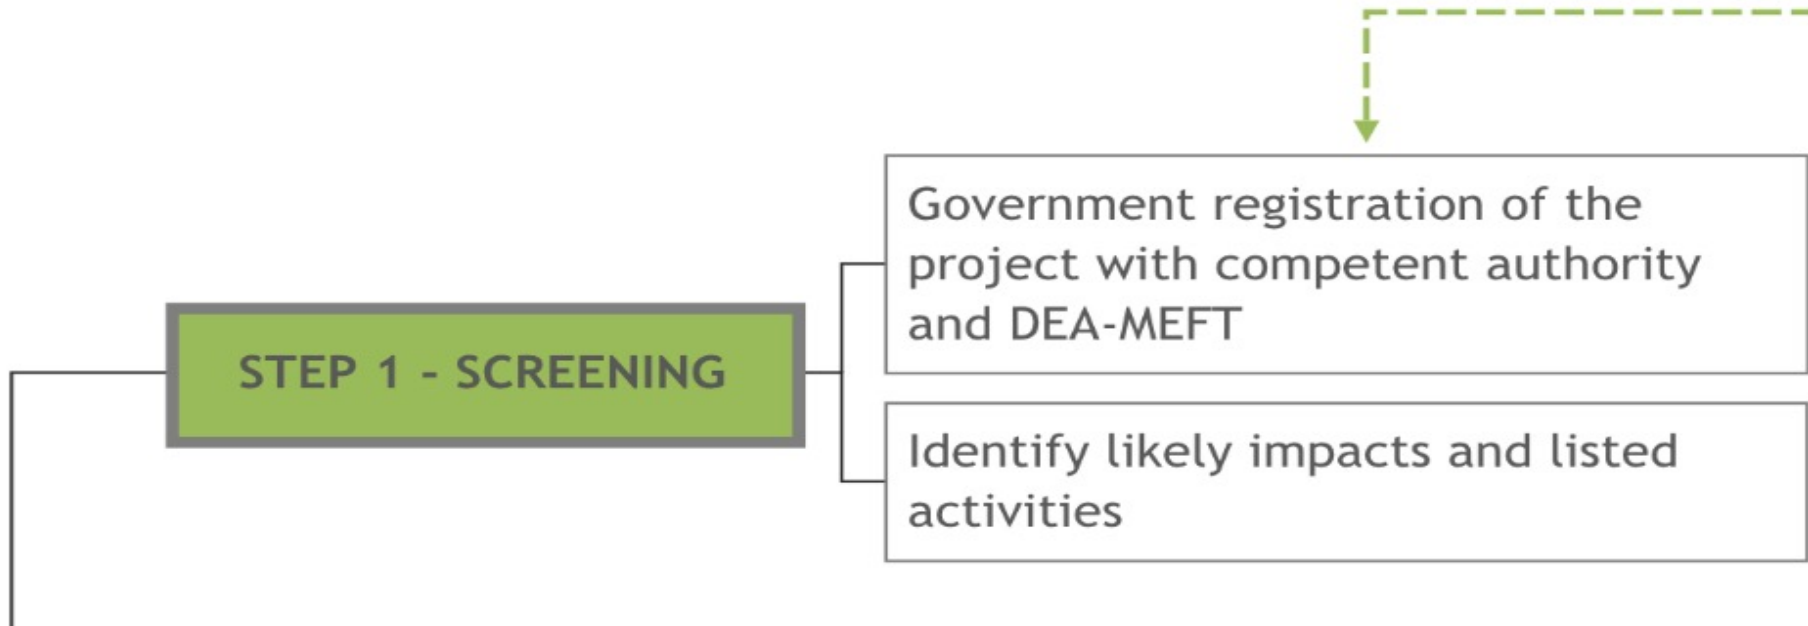 STEP 1 - SCREENING
Government registration of the
project with competent authority
and DEA-MEFT
Identify likely impacts and listed
activities